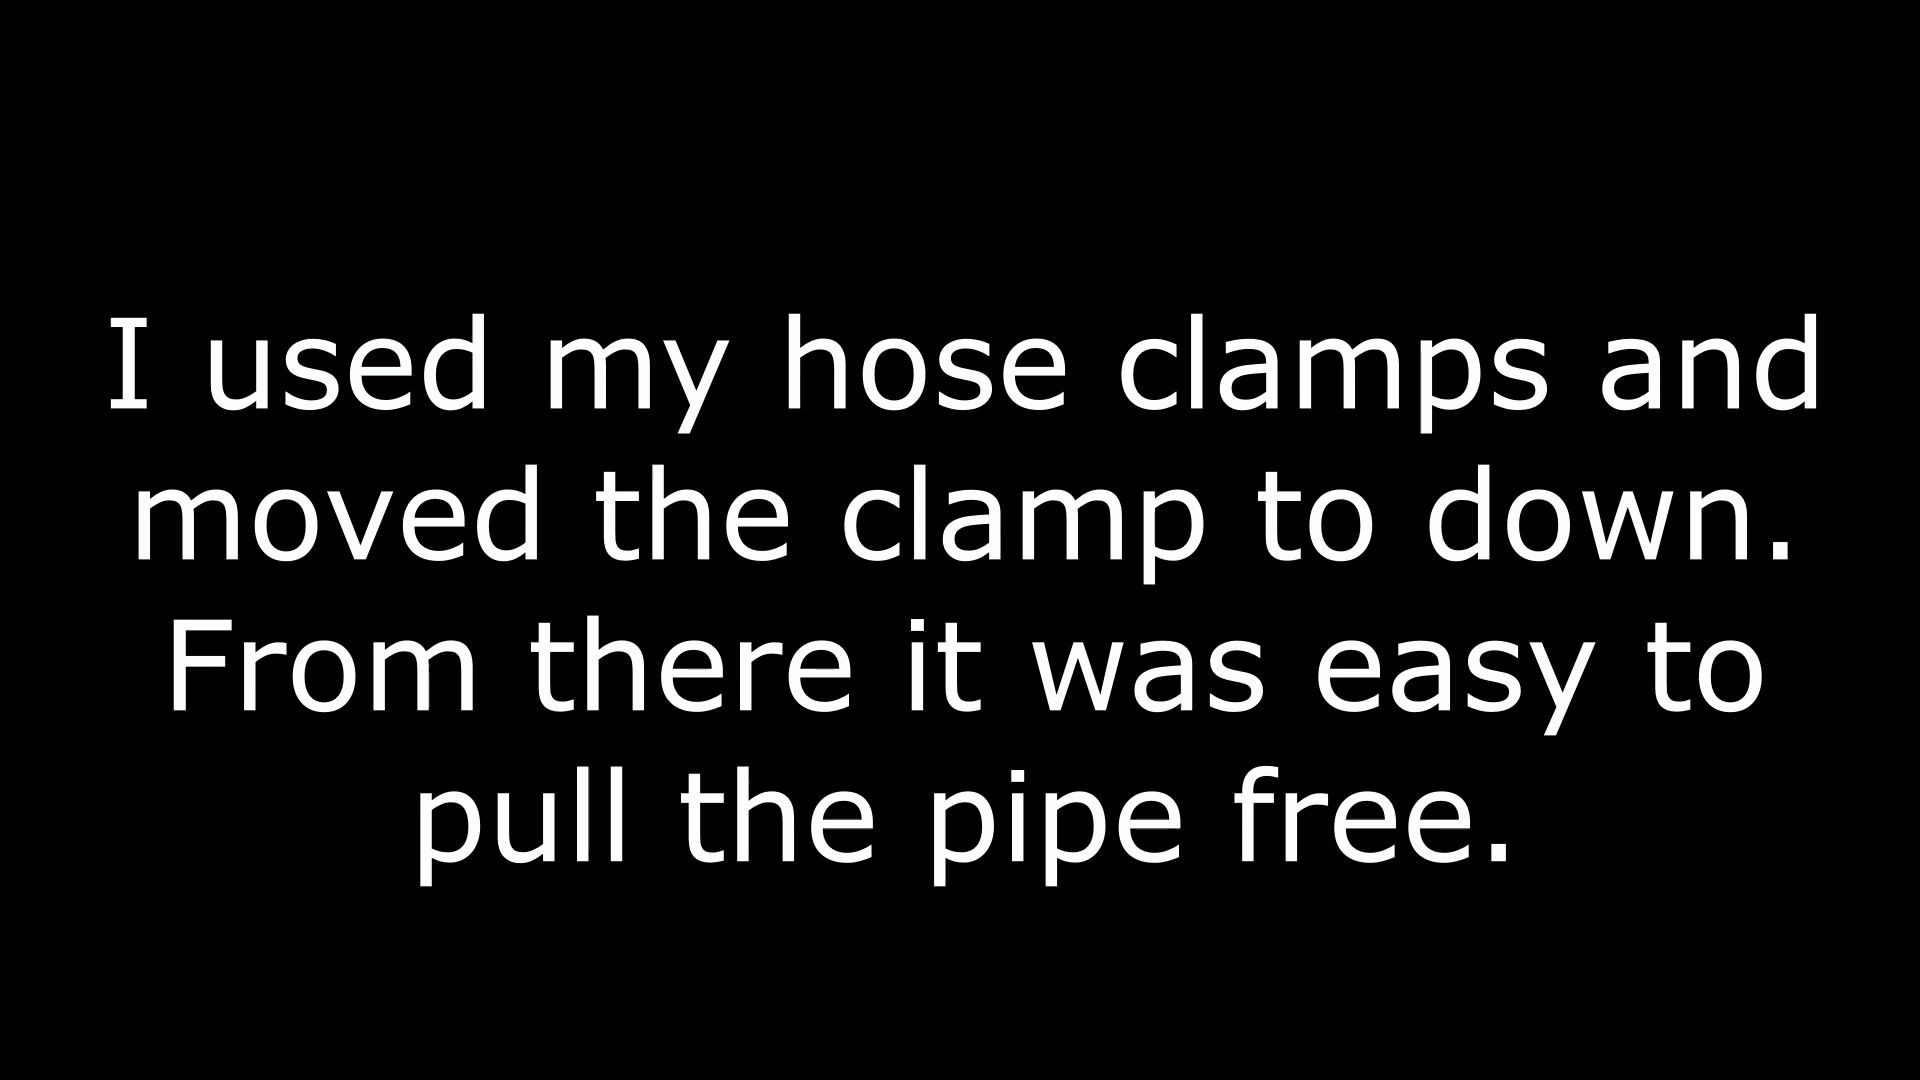 I used my hose clamps and
moved the clamp to down.
From there it was easy to
pull the pipe free.